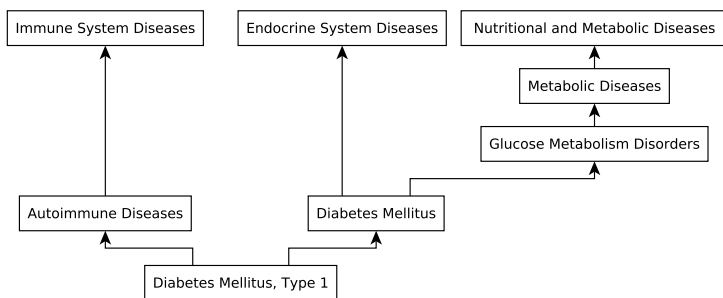 Immune System Diseases
Endocrine System Diseases
Nutritional and Metabolic Diseases
Metabolic Diseases
Glucose Metabolism Disorders
Autoimmune Diseases
Diabetes Mellitus
Diabetes Mellitus, Type 1